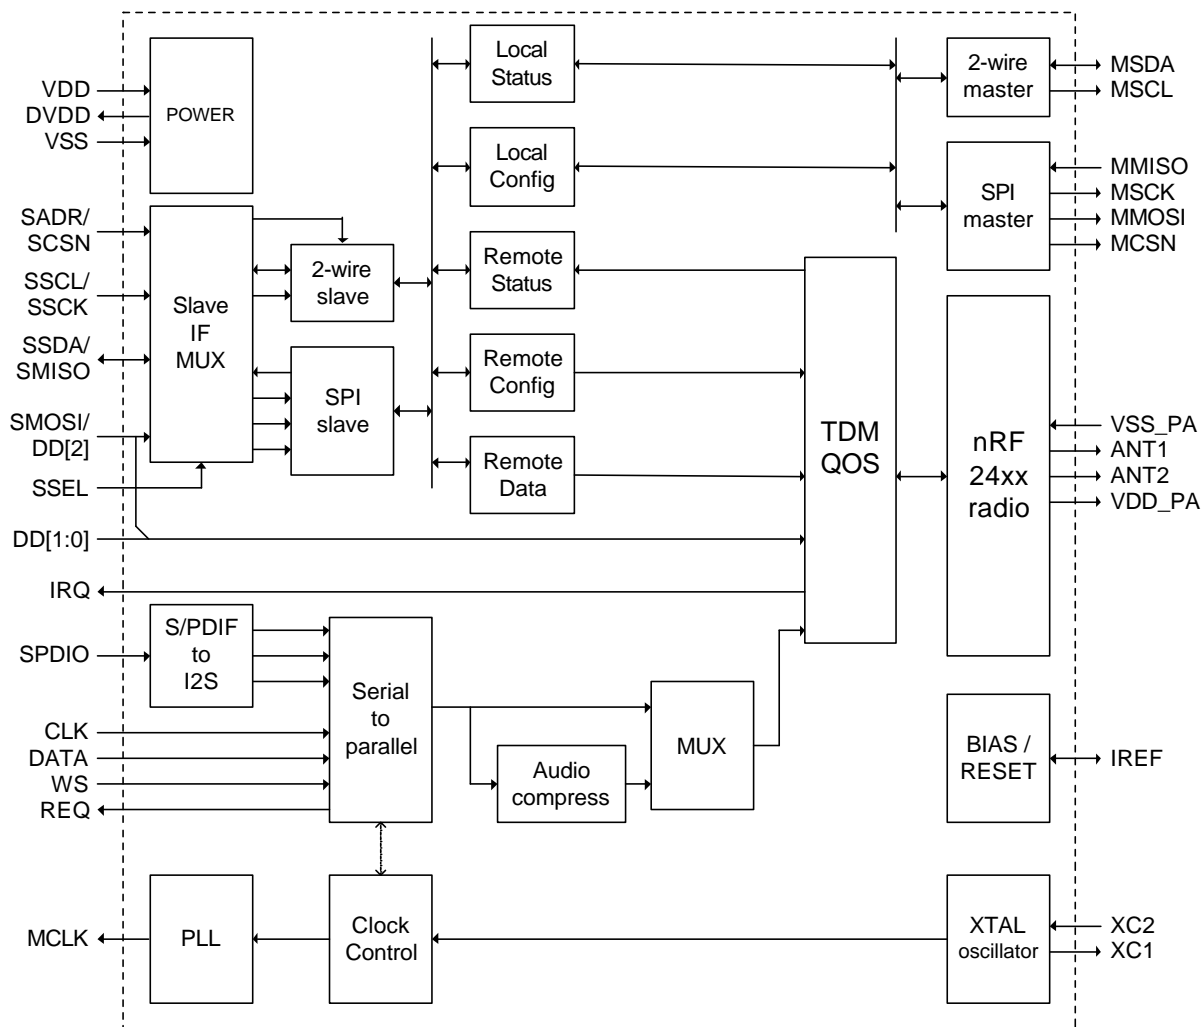 VDD
DVDD
VSS
POWER
SADR/
SCSN
SSCL/
SSCK
SSDA/
SMISO
SMOSI/
DD[2]
SSEL
DD[1:0]
IRQ
Slave
IF
MUX
2-wire
slave
SPI
slave
Local
Status
Local
Config
Remote
Status
Remote
Config
Remote
Data
TDM
QOS
2-wire
master
MSDA
MSCL
SPI
master
MMISO
MSCK
MMOSI
MCSN
nRF
24xx
radio
VSS_PA
ANT1
ANT2
VDD_PA
SPDIO
S/PDIF
to
I2S
CLK
DATA
WS
REQ
Serial
to
parallel
Audio
compress
MUX
BIAS /
RESET
IREF
MCLK
PLL
Clock
Control
XTAL
oscillator
XC2
XC1